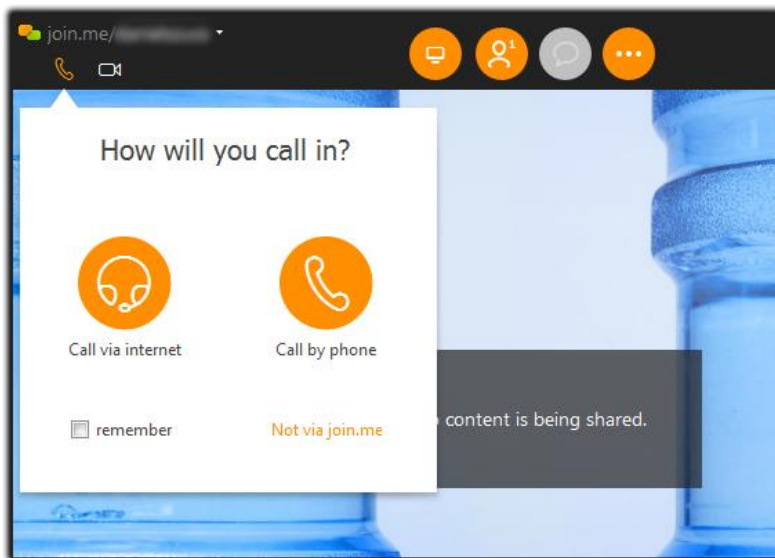 join.me/
1
How will you call in?
Call via internet
Call by phone
remember
Not via join.me
content is being shared.